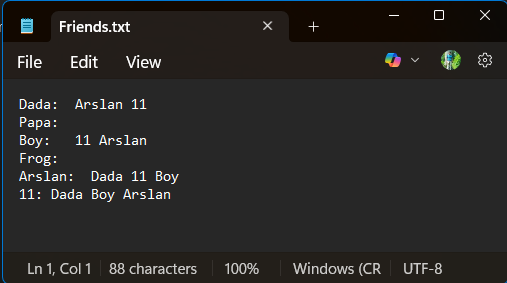 Friends.txt
File Edit View
Dada:  Arslan 11
Papa:
Boy:   11 Arslan
Frog:
Arslan:  Dada 11 Boy
11: Dada Boy Arslan
Ln 1, Col 1 88 characters 100% Windows (CR UTF-8